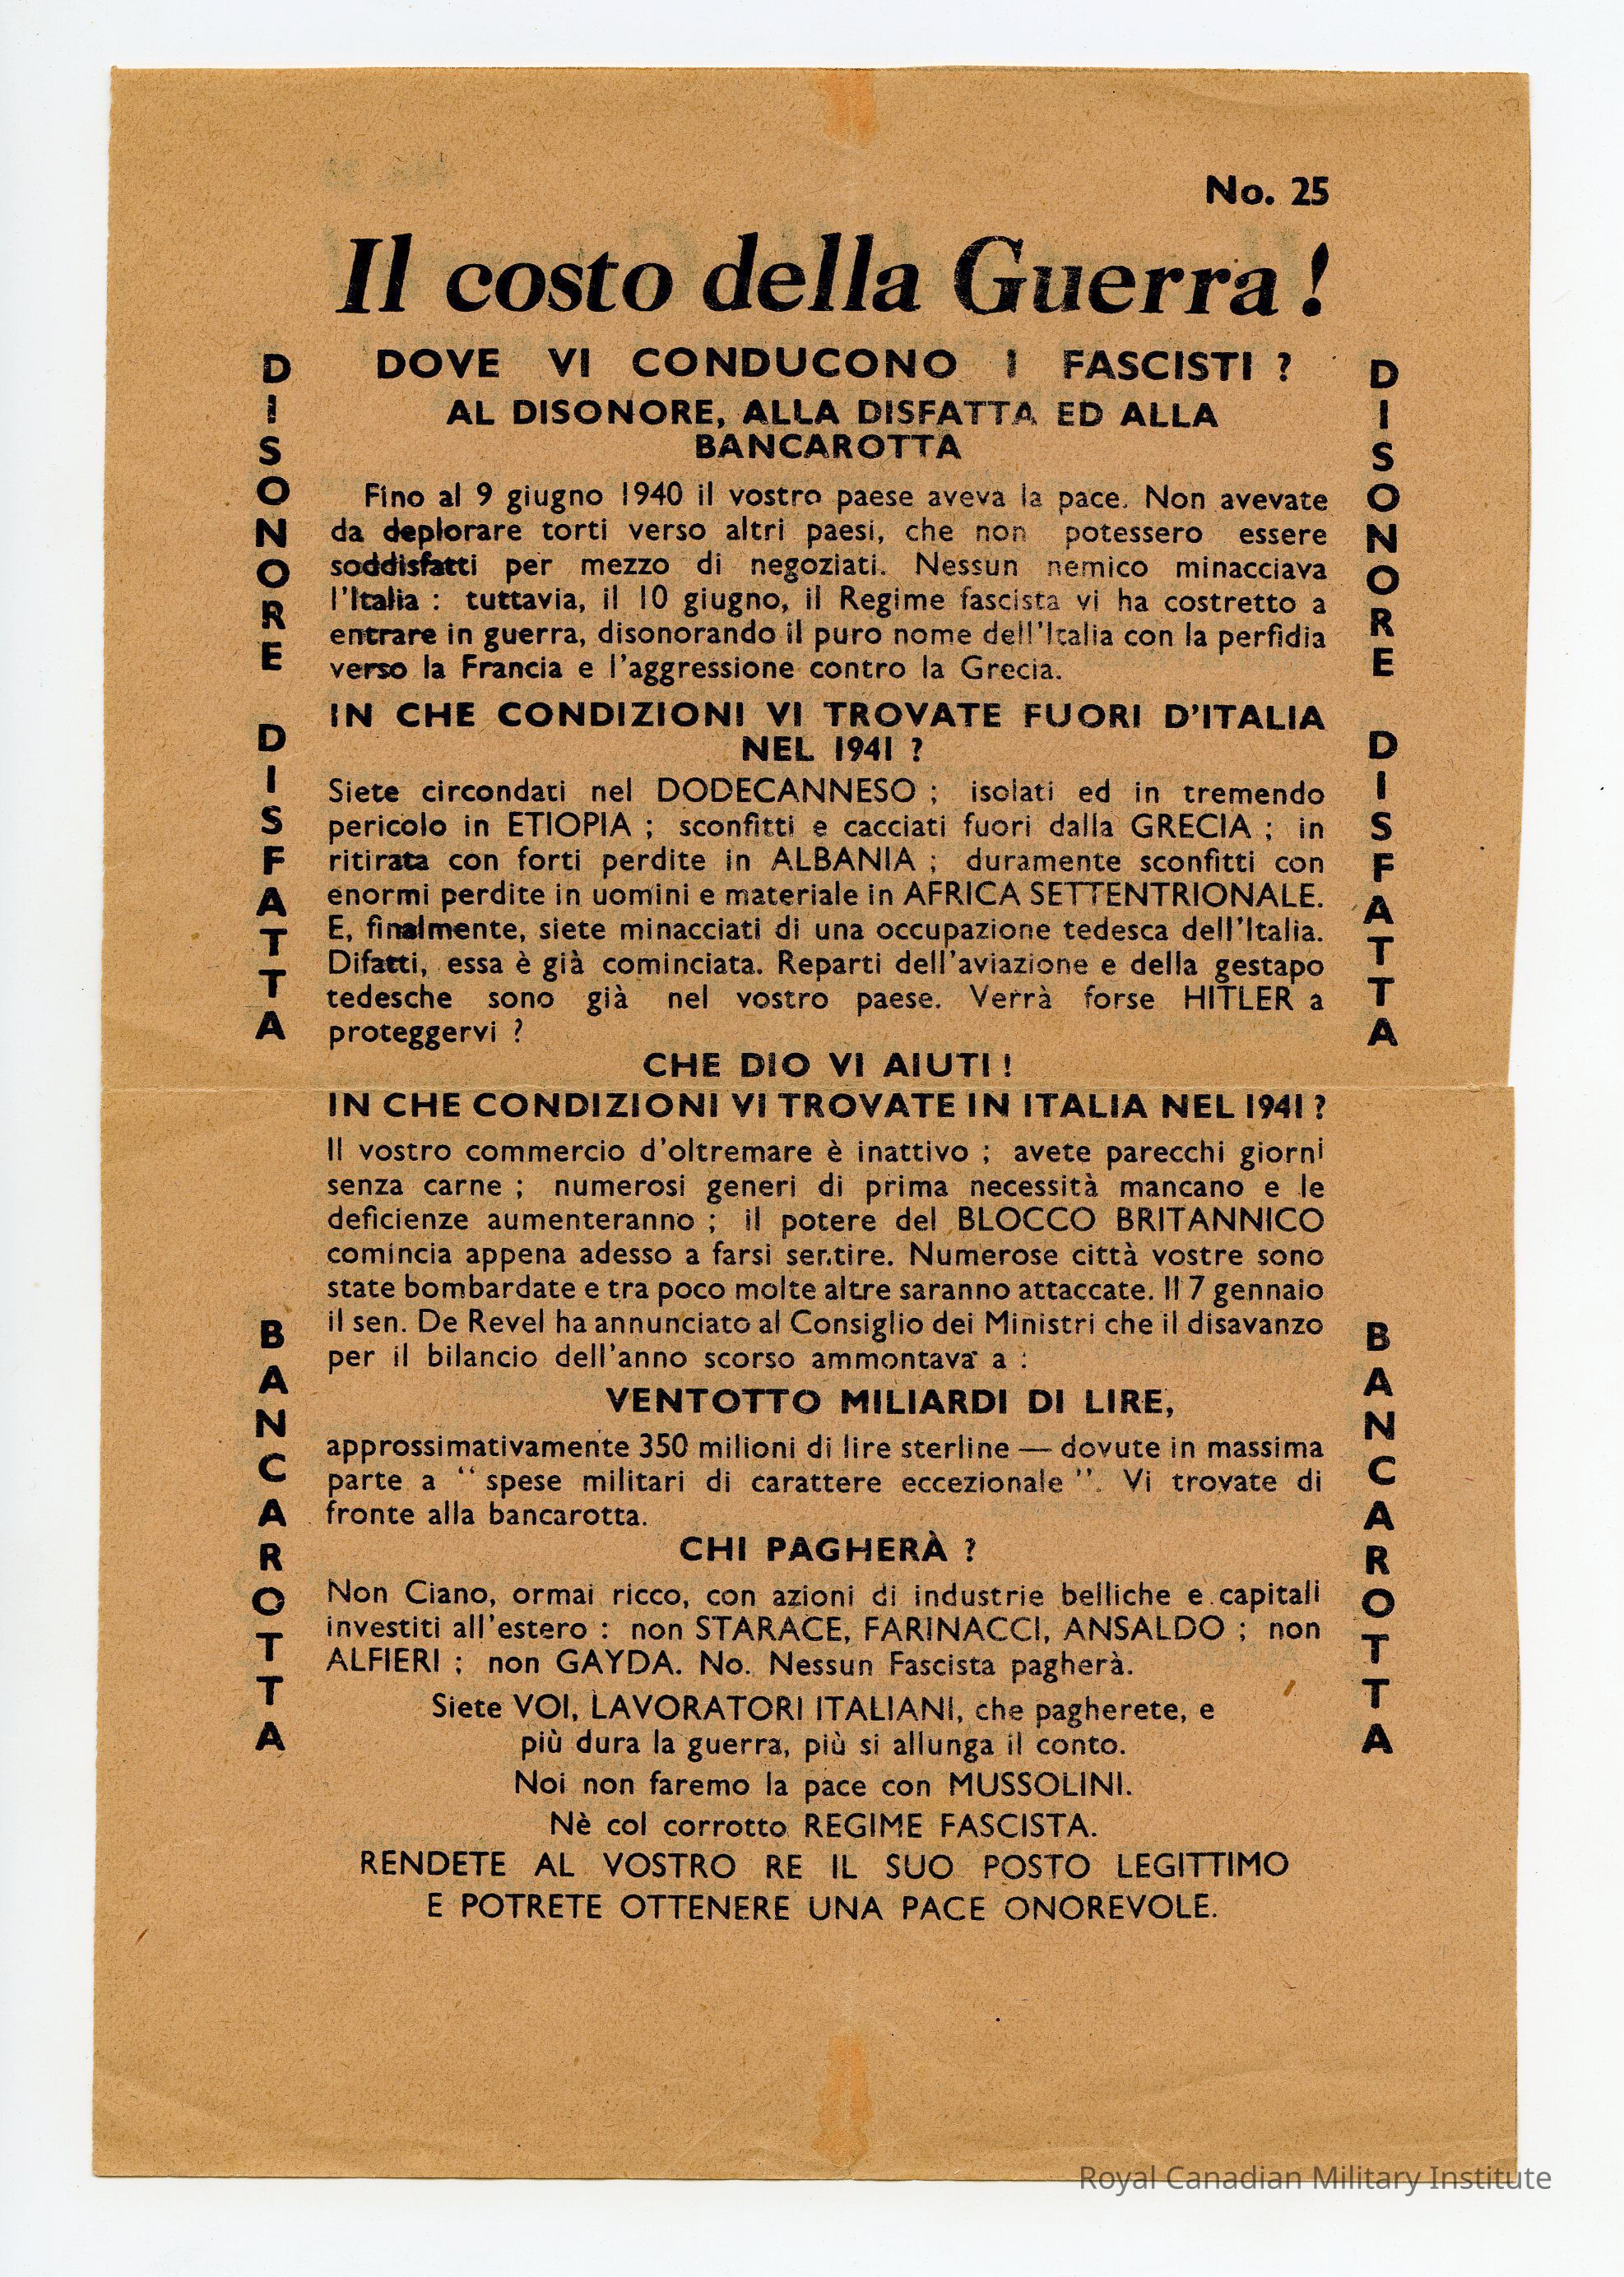 No. 25
Il costo della Guerra!
DOVE VI CONDUCONO I FASCISTI ?
AL DISONORE, ALLA DISFATTA ED ALLA
BANCAROTTA
Fino al 9 giugno 1940 il vostro paese aveva la pace. Non avevate
da deplorare torti verso altri paesi, che non potessero essere
soddisfatti per mezzo di negoziati. Nessun nemico minacciava
l'Italia : tuttavia, il 10 giugno, il Regime fascista vi ha costretto a
entrare in guerra, disonorando il puro nome dell'Italia con la perfidia
verso la Francia e l'aggressione contro la Grecia.
IN CHE CONDIZIONI VI TROVATE FUORI D'ITALIA
NEL 1941 ?
Siete circondati nel DODECANNESO ; isolati ed in tremendo
pericolo in ETIOPIA ; sconfitti e cacciati fuori dalla GRECIA ; in
ritirata con forti perdite in ALBANIA ; duramente sconfitti con
enormi perdite in uomini e materiale in AFRICA SETTENTRIONALE.
E, finalmente, siete minacciati di una occupazione tedesca dell'Italia.
Difatti, essa è già cominciata. Reparti dell'aviazione e della gestapo
tedesche sono già nel vostro paese. Verrà forse HITLER a
proteggervi ?
CHE DIO VI AIUTI !
IN CHE CONDIZIONI VI TROVATE IN ITALIA NEL 1941 ?
Il vostro commercio d'oltremare è inattivo ; avete parecchi giorni
senza carne ; numerosi generi di prima necessità mancano e le
deficienze aumenteranno ; il potere del BLOCCO BRITANNICO
comincia appena adesso a farsi sentire. Numerose città vostre sono
state bombardate e tra poco molte altre saranno attaccate. Il 7 gennaio
il sen. De Revel ha annunciato al Consiglio dei Ministri che il disavanzo
per il bilancio dell'anno scorso ammontava a :
VENTOTTO MILIARDI DI LIRE,
approssimativamente 350 milioni di lire sterline — dovute in massima
parte a “ spese militari di carattere eccezionale ”. Vi trovate di
fronte alla bancarotta.
CHI PAGHERÀ ?
Non Ciano, ormai ricco, con azioni di industrie belliche e capitali
investiti all'estero : non STARACE, FARINACCI, ANSALDO ; non
ALFIERI ; non GAYDA. No. Nessun Fascista pagherà.
Siete VOI, LAVORATORI ITALIANI, che pagherete, e
più dura la guerra, più si allunga il conto.
Noi non faremo la pace con MUSSOLINI.
Nè col corrotto REGIME FASCISTA.
RENDETE AL VOSTRO RE IL SUO POSTO LEGITTIMO
E POTRETE OTTENERE UNA PACE ONOREVOLE.
DISONORE DISFATTA BANCAROTTA
DISONORE DISFATTA BANCAROTTA
Royal Canadian Military Institute